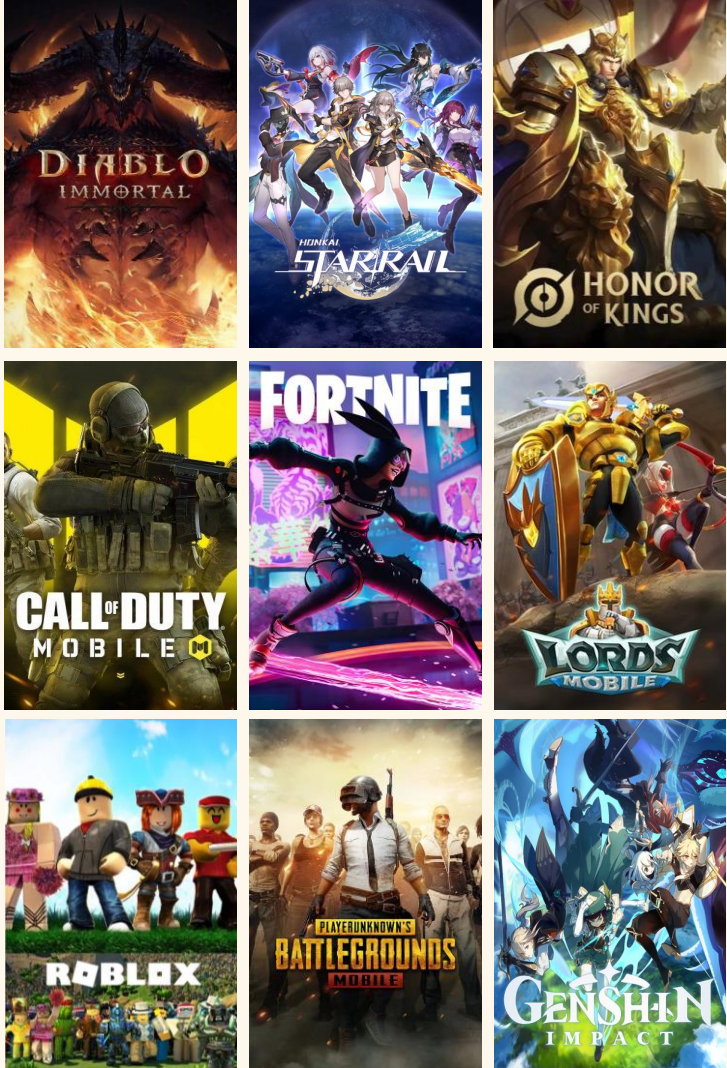 DIABLO
IMMORTAL
HONKAI
STAR RAIL
HONOR
OF KINGS
CALL OF DUTY
MOBILE
FORTNITE
LORDS
MOBILE
ROBLOX
PLAYERUNKNOWN'S
BATTLEGROUNDS
MOBILE
GENSHIN
IMPACT